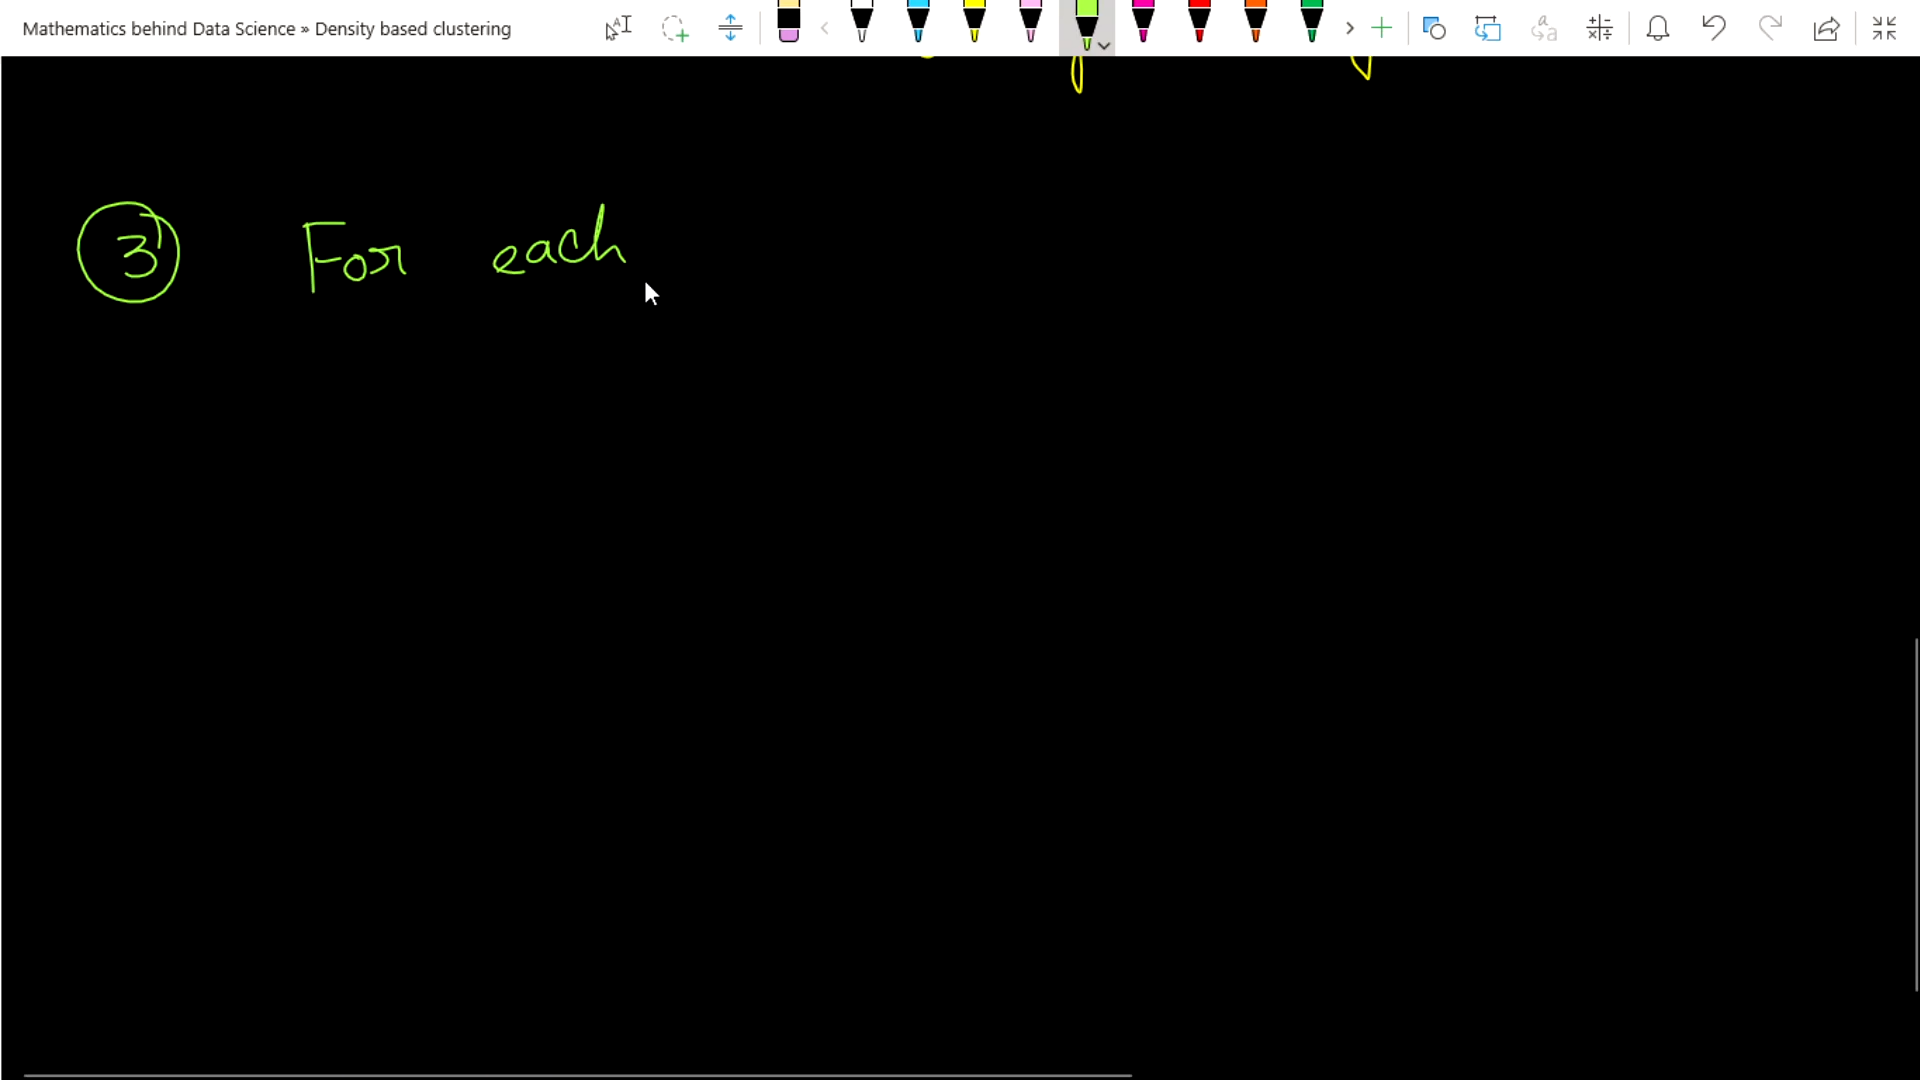 Mathematics behind Data Science » Density based clustering
3 For each